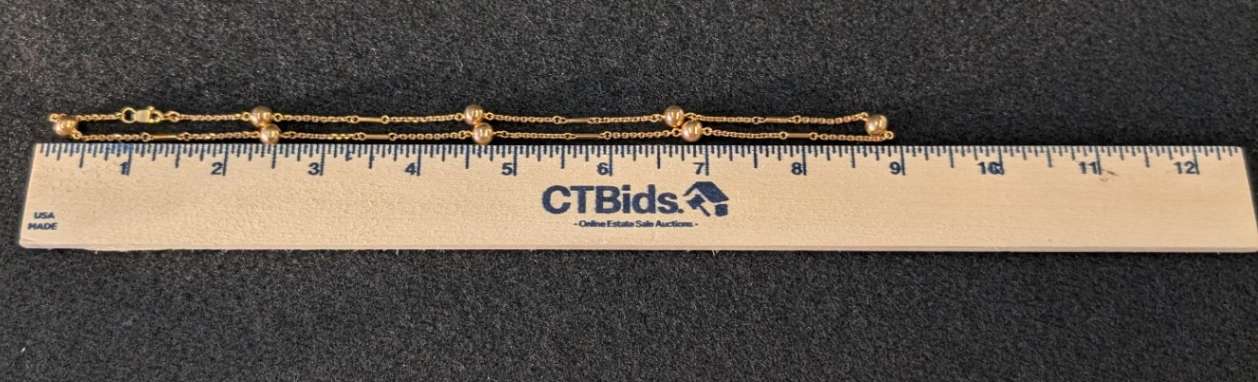 1 2 3 4 5 6 7 8 9 10 11 12
CTBids.
- Online Estate Sale Auctions -
USA
MADE